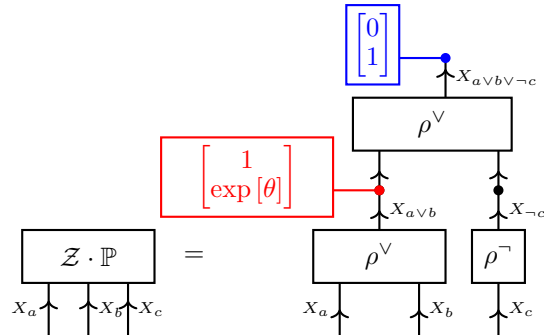 [0
1]
X_{a∨b∨¬c}
ρ^∨
[1
exp [θ]]
X_{a∨b}
X_{¬c}
𝒵 · ℙ
=
ρ^∨
ρ^¬
X_a
X_b
X_c
X_a
X_b
X_c